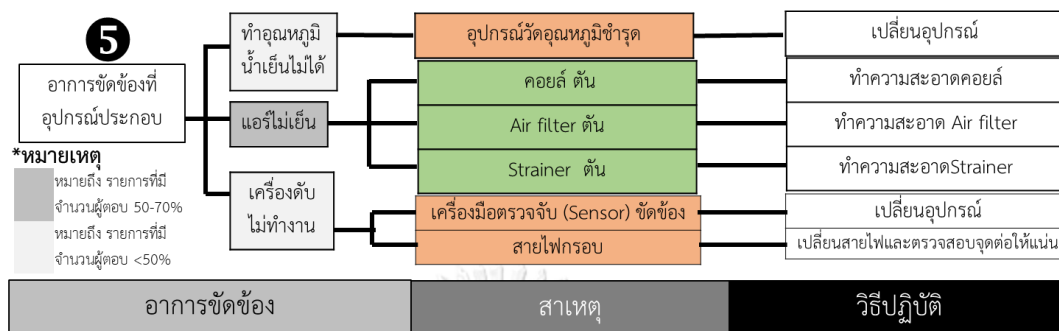 ❺
อาการขัดข้องที่
อุปกรณ์ประกอบ
ทำอุณหภูมิ
น้ำเย็นไม่ได้
อุปกรณ์วัดอุณหภูมิชำรุด
เปลี่ยนอุปกรณ์
แอร์ไม่เย็น
คอยล์ ตัน
ทำความสะอาดคอยล์
Air filter ตัน
ทำความสะอาด Air filter
Strainer ตัน
ทำความสะอาดStrainer
เครื่องดับ
ไม่ทำงาน
เครื่องมือตรวจจับ (Sensor) ขัดข้อง
เปลี่ยนอุปกรณ์
สายไฟกรอบ
เปลี่ยนสายไฟและตรวจสอบจุดต่อให้แน่น
*หมายเหตุ
หมายถึง รายการที่มี
จำนวนผู้ตอบ 50-70%
หมายถึง รายการที่มี
จำนวนผู้ตอบ <50%
อาการขัดข้อง
สาเหตุ
วิธีปฏิบัติ